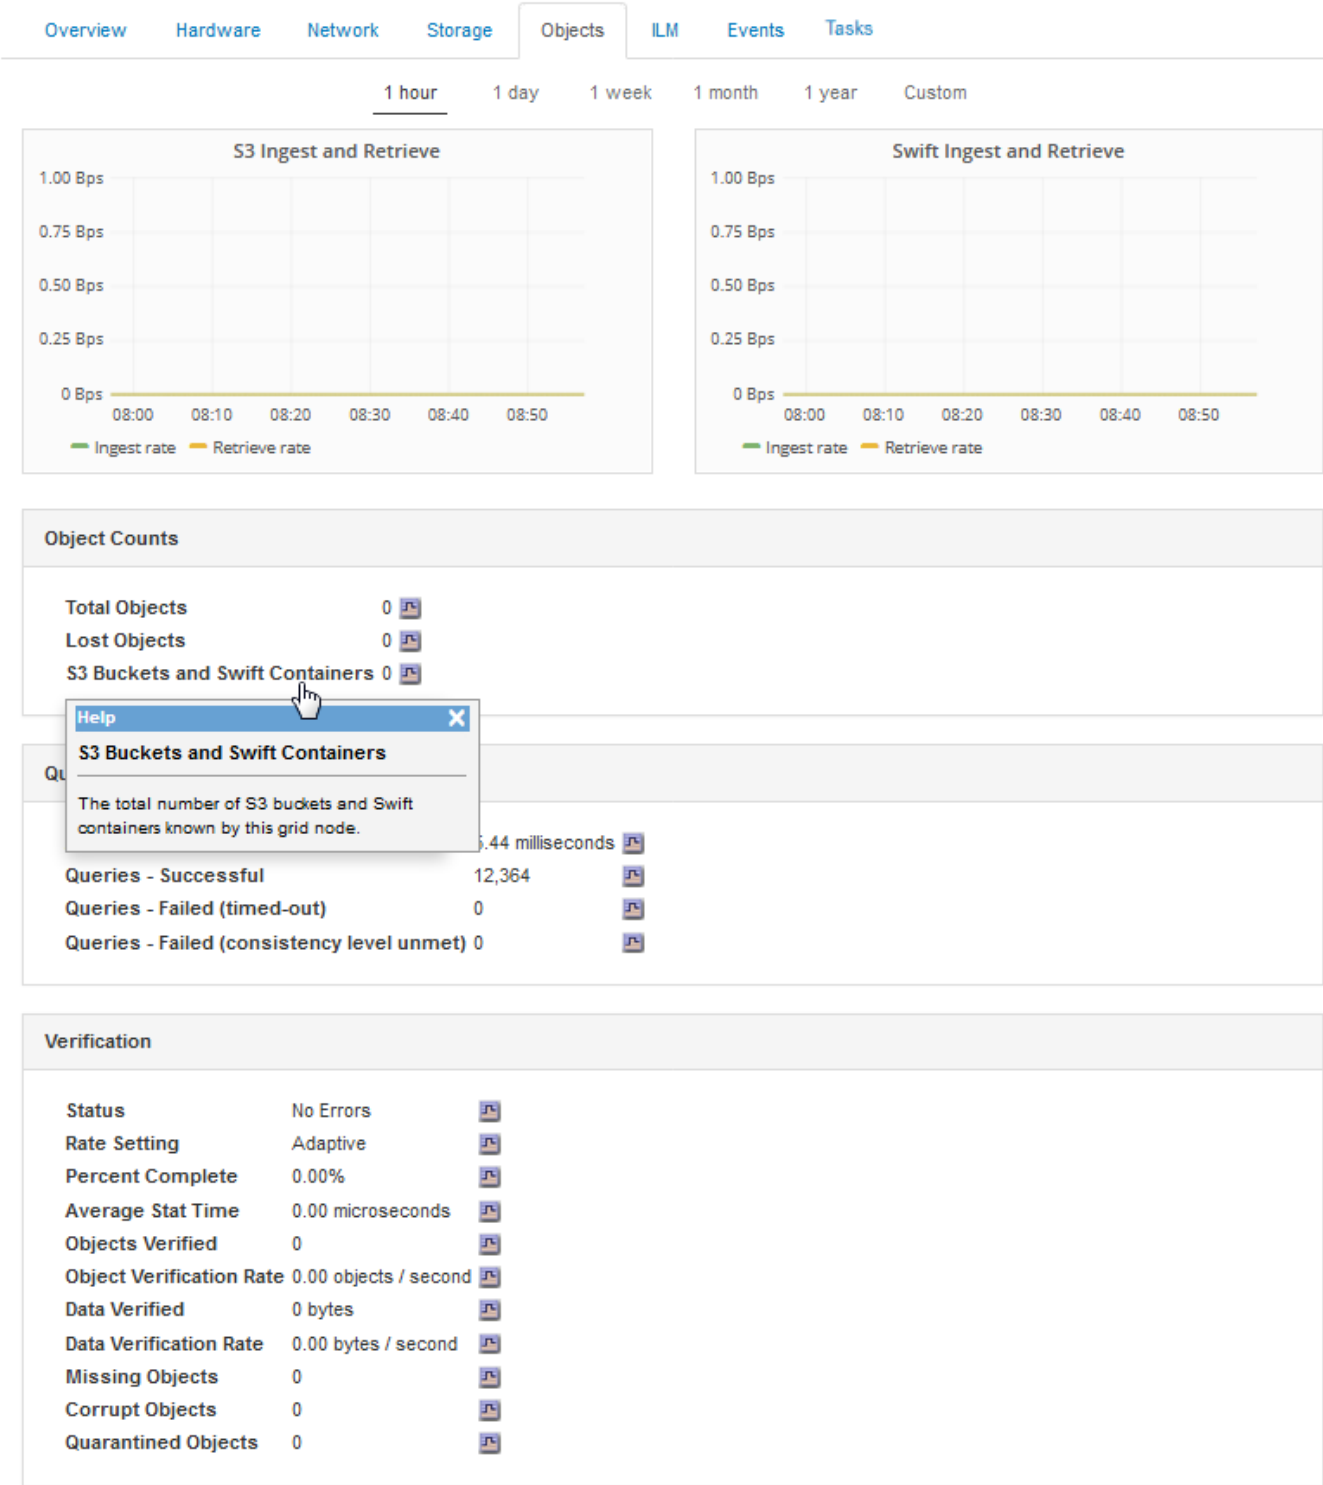 Overview Hardware Network Storage Objects ILM Events Tasks
1 hour 1 day 1 week 1 month 1 year Custom
S3 Ingest and Retrieve
1.00 Bps
0.75 Bps
0.50 Bps
0.25 Bps
0 Bps
08:00 08:10 08:20 08:30 08:40 08:50
Ingest rate Retrieve rate
Swift Ingest and Retrieve
1.00 Bps
0.75 Bps
0.50 Bps
0.25 Bps
0 Bps
08:00 08:10 08:20 08:30 08:40 08:50
Ingest rate Retrieve rate
Object Counts
Total Objects 0
Lost Objects 0
S3 Buckets and Swift Containers 0
Help
S3 Buckets and Swift Containers
The total number of S3 buckets and Swift
containers known by this grid node.
.44 milliseconds
Queries - Successful 12,364
Queries - Failed (timed-out) 0
Queries - Failed (consistency level unmet) 0
Verification
Status No Errors
Rate Setting Adaptive
Percent Complete 0.00%
Average Stat Time 0.00 microseconds
Objects Verified 0
Object Verification Rate 0.00 objects / second
Data Verified 0 bytes
Data Verification Rate 0.00 bytes / second
Missing Objects 0
Corrupt Objects 0
Quarantined Objects 0